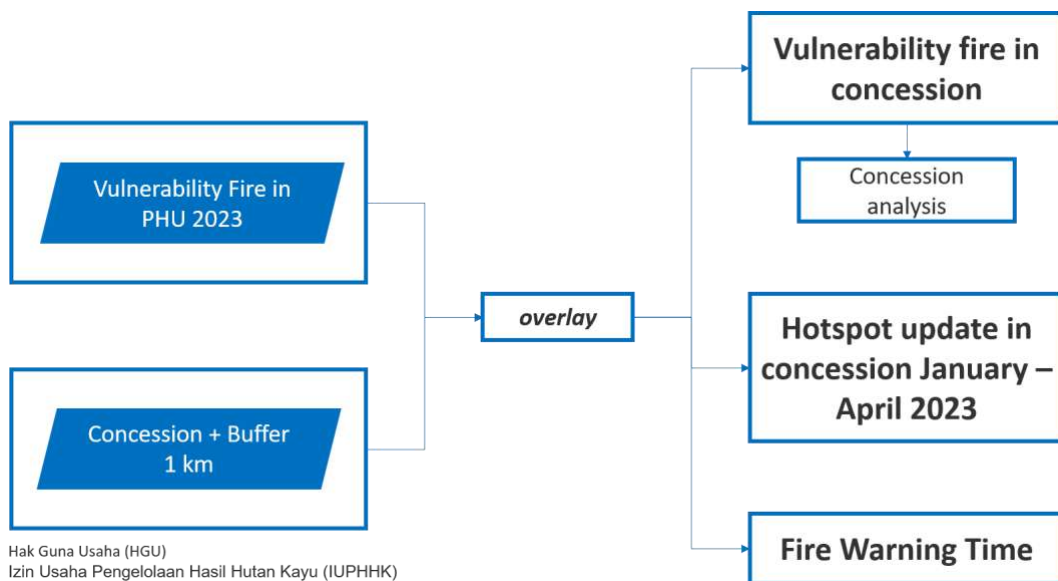 Vulnerability Fire in
PHU 2023
Concession + Buffer
1 km
Hak Guna Usaha (HGU)
Izin Usaha Pengelolaan Hasil Hutan Kayu (IUPHHK)
overlay
Vulnerability fire in
concession
Concession
analysis
Hotspot update in
concession January –
April 2023
Fire Warning Time